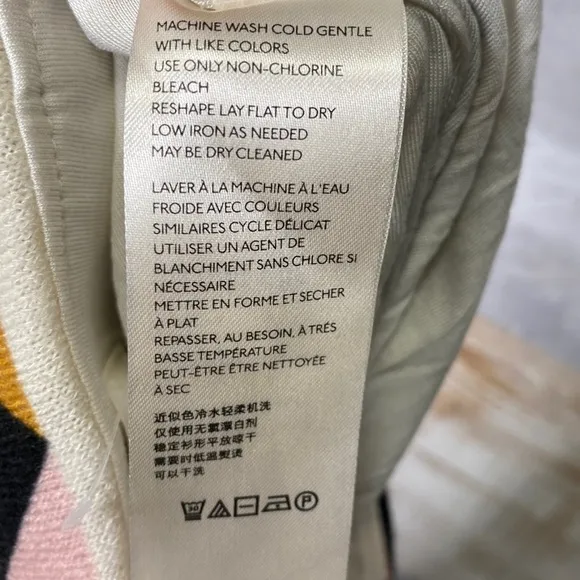 MACHINE WASH COLD GENTLE
WITH LIKE COLORS
USE ONLY NON-CHLORINE
BLEACH
RESHAPE LAY FLAT TO DRY
LOW IRON AS NEEDED
MAY BE DRY CLEANED
LAVER À LA MACHINE À L'EAU
FROIDE AVEC COULEURS
SIMILAIRES CYCLE DÉLICAT
UTILISER UN AGENT DE
BLANCHIMENT SANS CHLORE SI
NÉCESSAIRE
METTRE EN FORME ET SECHER
À PLAT
REPASSER, AU BESOIN, À TRÉS
BASSE TEMPÉRATURE
PEUT-ÊTRE ÊTRE NETTOYÉE
À SEC
近似色冷水轻柔机洗
仅使用无氯漂白剂
稳定衫形平放晾干
需要时低温熨烫
可以干洗
30 P